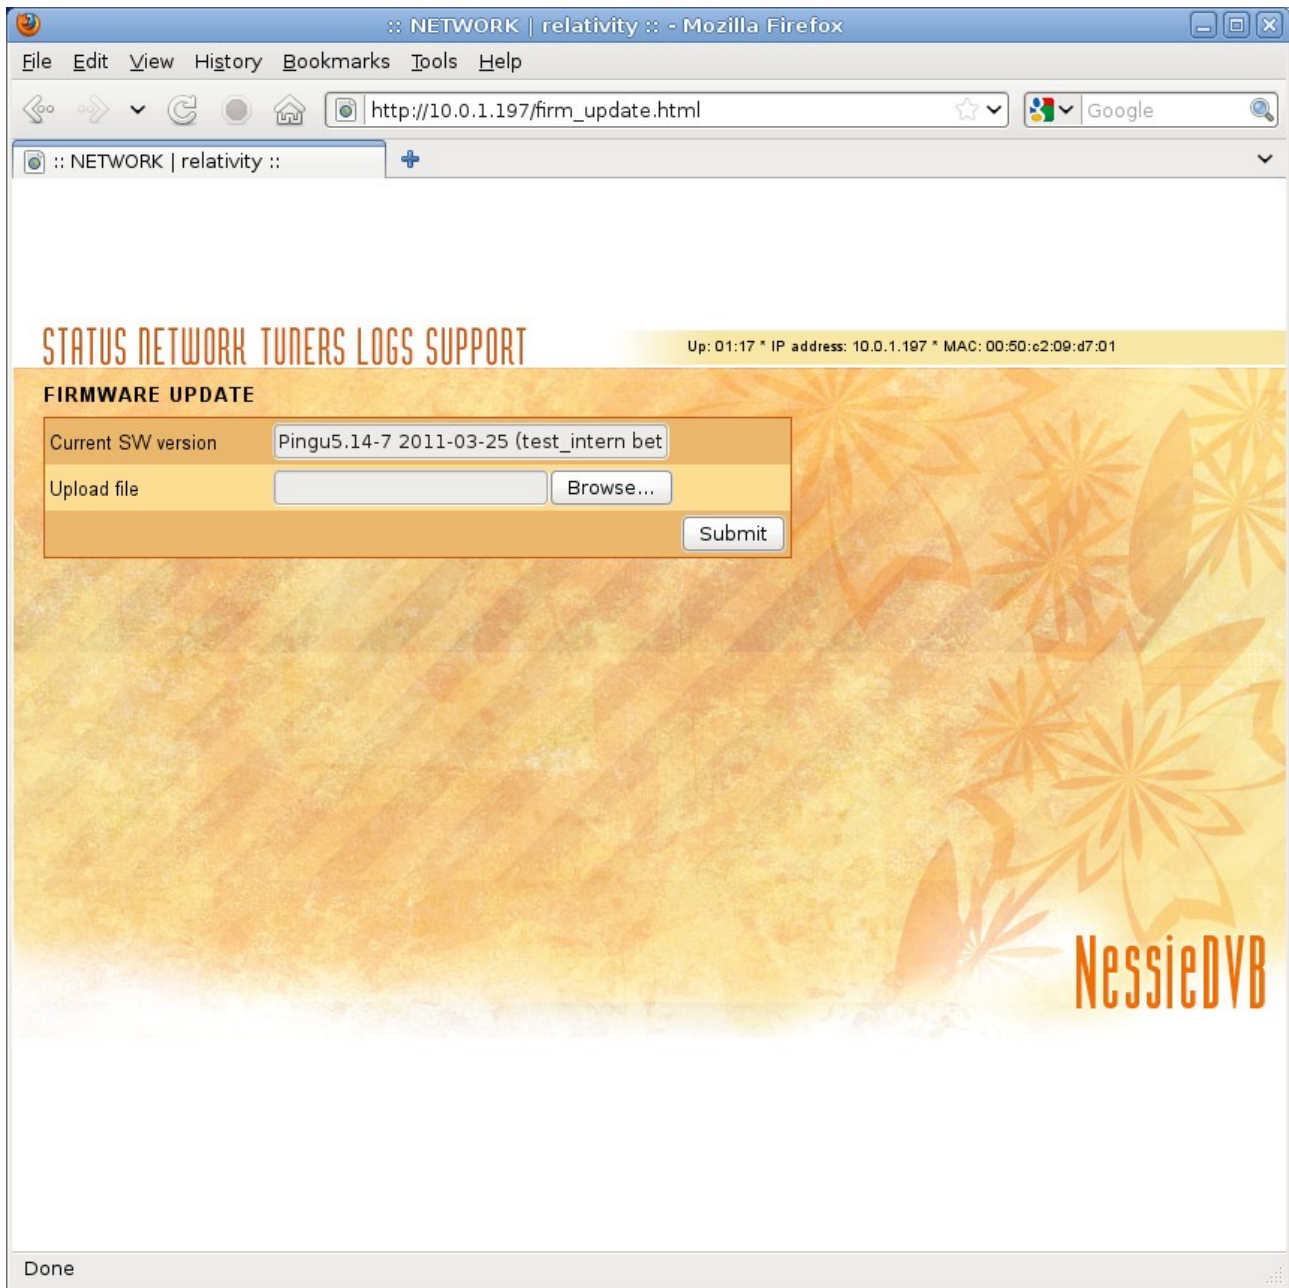 :: NETWORK | relativity :: - Mozilla Firefox
File Edit View History Bookmarks Tools Help
http://10.0.1.197/firm_update.html Google
:: NETWORK | relativity ::
STATUS NETWORK TUNERS LOGS SUPPORT Up: 01:17 * IP address: 10.0.1.197 * MAC: 00:50:c2:09:d7:01
FIRMWARE UPDATE
Current SW version Pingu5.14-7 2011-03-25 (test_intern bet
Upload file Browse...
Submit
NessieDVB
Done